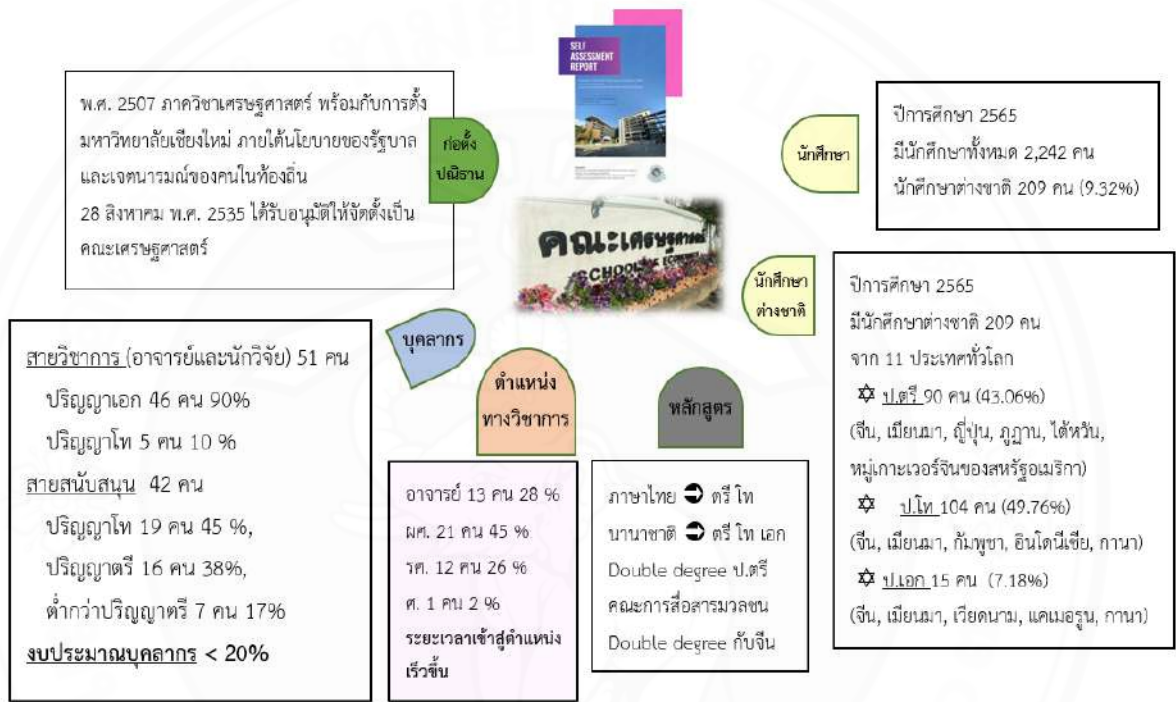 SELF
ASSESSMENT
REPORT
พ.ศ. 2507 ภาควิชาเศรษฐศาสตร์ พร้อมกับการตั้ง
มหาวิทยาลัยเชียงใหม่ ภายใต้นโยบายของรัฐบาล
และเจตนารมณ์ของคนในท้องถิ่น
28 สิงหาคม พ.ศ. 2535 ได้รับอนุมัติให้จัดตั้งเป็น
คณะเศรษฐศาสตร์
ก่อตั้ง
ปณิธาน
คณะเศรษฐศาสตร์
SCHOOL
นักศึกษา
ปีการศึกษา 2565
มีนักศึกษาทั้งหมด 2,242 คน
นักศึกษาต่างชาติ 209 คน (9.32%)
นักศึกษา
ต่างชาติ
ปีการศึกษา 2565
มีนักศึกษาต่างชาติ 209 คน
จาก 11 ประเทศทั่วโลก
✡ ป.ตรี 90 คน (43.06%)
(จีน, เมียนมา, ญี่ปุ่น, ภูฏาน, ไต้หวัน,
หมู่เกาะเวอร์จินของสหรัฐอเมริกา)
✡ ป.โท 104 คน (49.76%)
(จีน, เมียนมา, กัมพูชา, อินโดนีเซีย, กานา)
✡ ป.เอก 15 คน (7.18%)
(จีน, เมียนมา, เวียดนาม, แคเมอรูน, กานา)
บุคลากร
สายวิชาการ (อาจารย์และนักวิจัย) 51 คน
ปริญญาเอก 46 คน 90%
ปริญญาโท 5 คน 10 %
สายสนับสนุน 42 คน
ปริญญาโท 19 คน 45 %,
ปริญญาตรี 16 คน 38%,
ต่ำกว่าปริญญาตรี 7 คน 17%
งบประมาณบุคลากร < 20%
ตำแหน่ง
ทางวิชาการ
อาจารย์ 13 คน 28 %
ผศ. 21 คน 45 %
รศ. 12 คน 26 %
ศ. 1 คน 2 %
ระยะเวลาเข้าสู่ตำแหน่ง
เร็วขึ้น
หลักสูตร
ภาษาไทย ➲ ตรี โท
นานาชาติ ➲ ตรี โท เอก
Double degree ป.ตรี
คณะการสื่อสารมวลชน
Double degree กับจีน